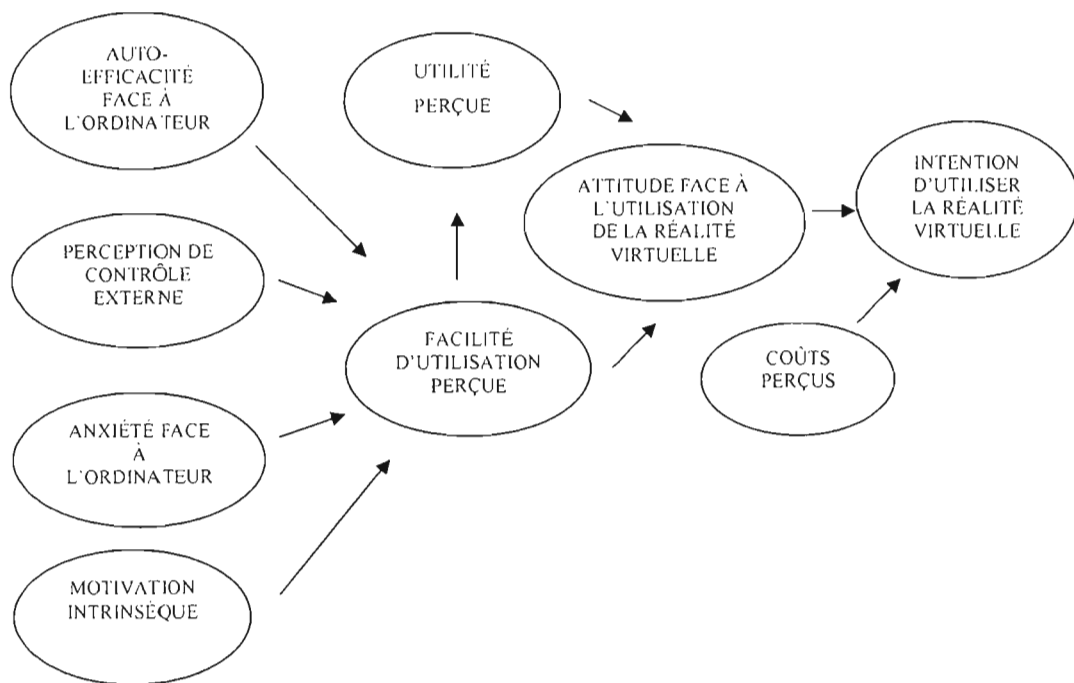 AUTO-
EFFICACITÉ
FACE À
L'ORDINATEUR
UTILITÉ
PERÇUE
ATTITUDE FACE À
L'UTILISATION
DE LA RÉALITÉ
VIRTUELLE
INTENTION
D'UTILISER
LA RÉALITÉ
VIRTUELLE
PERCEPTION DE
CONTRÔLE
EXTERNE
FACILITÉ
D'UTILISATION
PERÇUE
COÛTS
PERÇUS
ANXIÉTÉ FACE
À
L'ORDINATEUR
MOTIVATION
INTRINSÈQUE